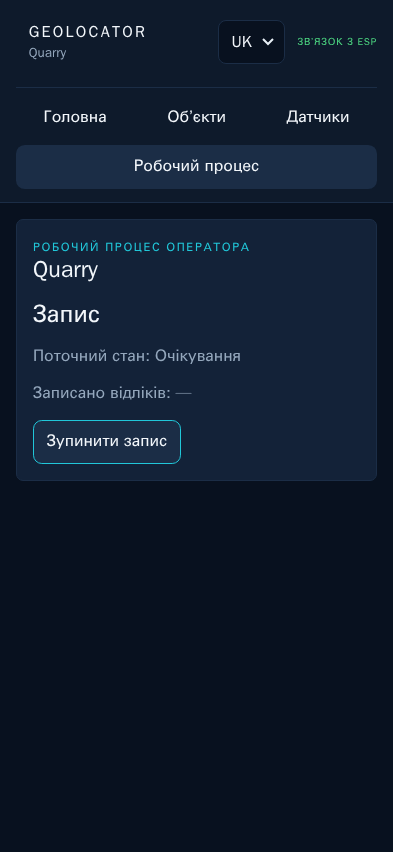 GEOLOCATOR
Quarry
UK
ЗВ'ЯЗОК З ESP
Головна
Об'єкти
Датчики
Робочий процес
РОБОЧИЙ ПРОЦЕС ОПЕРАТОРА
Quarry
Запис
Поточний стан: Очікування
Записано відліків: —
Зупинити запис